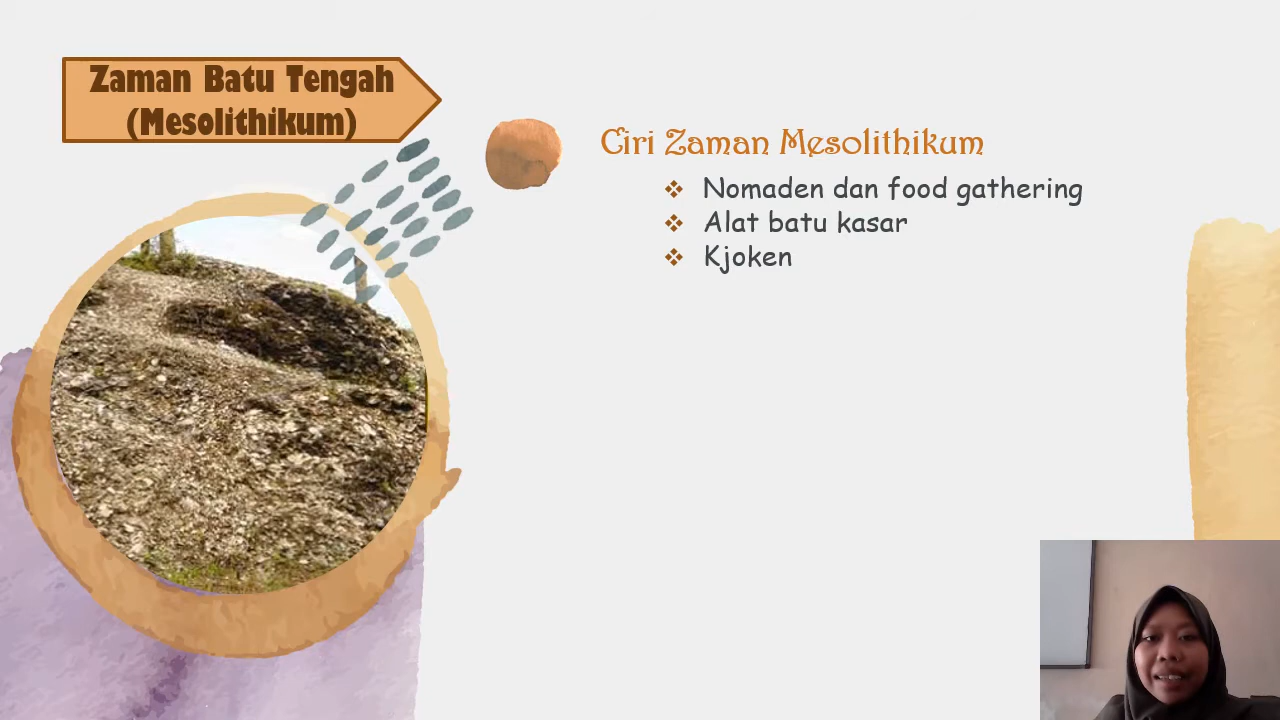 Zaman Batu Tengah
(Mesolithikum)
Ciri Zaman Mesolithikum
Nomaden dan food gathering
Alat batu kasar
Kjoken